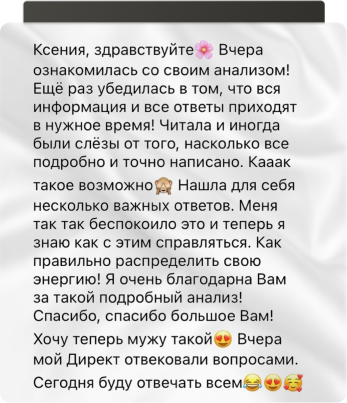 Ксения, здравствуйте🌸 Вчера
ознакомилась со своим анализом!
Ещё раз убедилась в том, что вся
информация и все ответы приходят
в нужное время! Читала и иногда
были слёзы от того, насколько все
подробно и точно написано. Кааак
такое возможно🙈 Нашла для себя
несколько важных ответов. Меня
так так беспокоило это и теперь я
знаю как с этим справляться. Как
правильно распределить свою
энергию! Я очень благодарна Вам
за такой подробный анализ!
Спасибо, спасибо большое Вам!
Хочу теперь мужу такой😍 Вчера
мой Директ отвековали вопросами.
Сегодня буду отвечать всем😂😍🥰